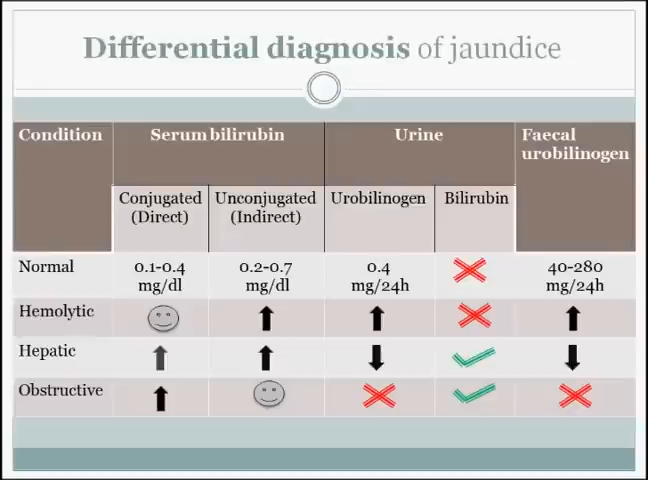 Differential diagnosis of jaundice
Condition Serum bilirubin Urine Faecal
urobilinogen
Conjugated Unconjugated Urobilinogen Bilirubin
(Direct) (Indirect)
Normal 0.1-0.4 0.2-0.7 0.4 40-280
mg/dl mg/dl mg/24h mg/24h
Hemolytic
Hepatic
Obstructive